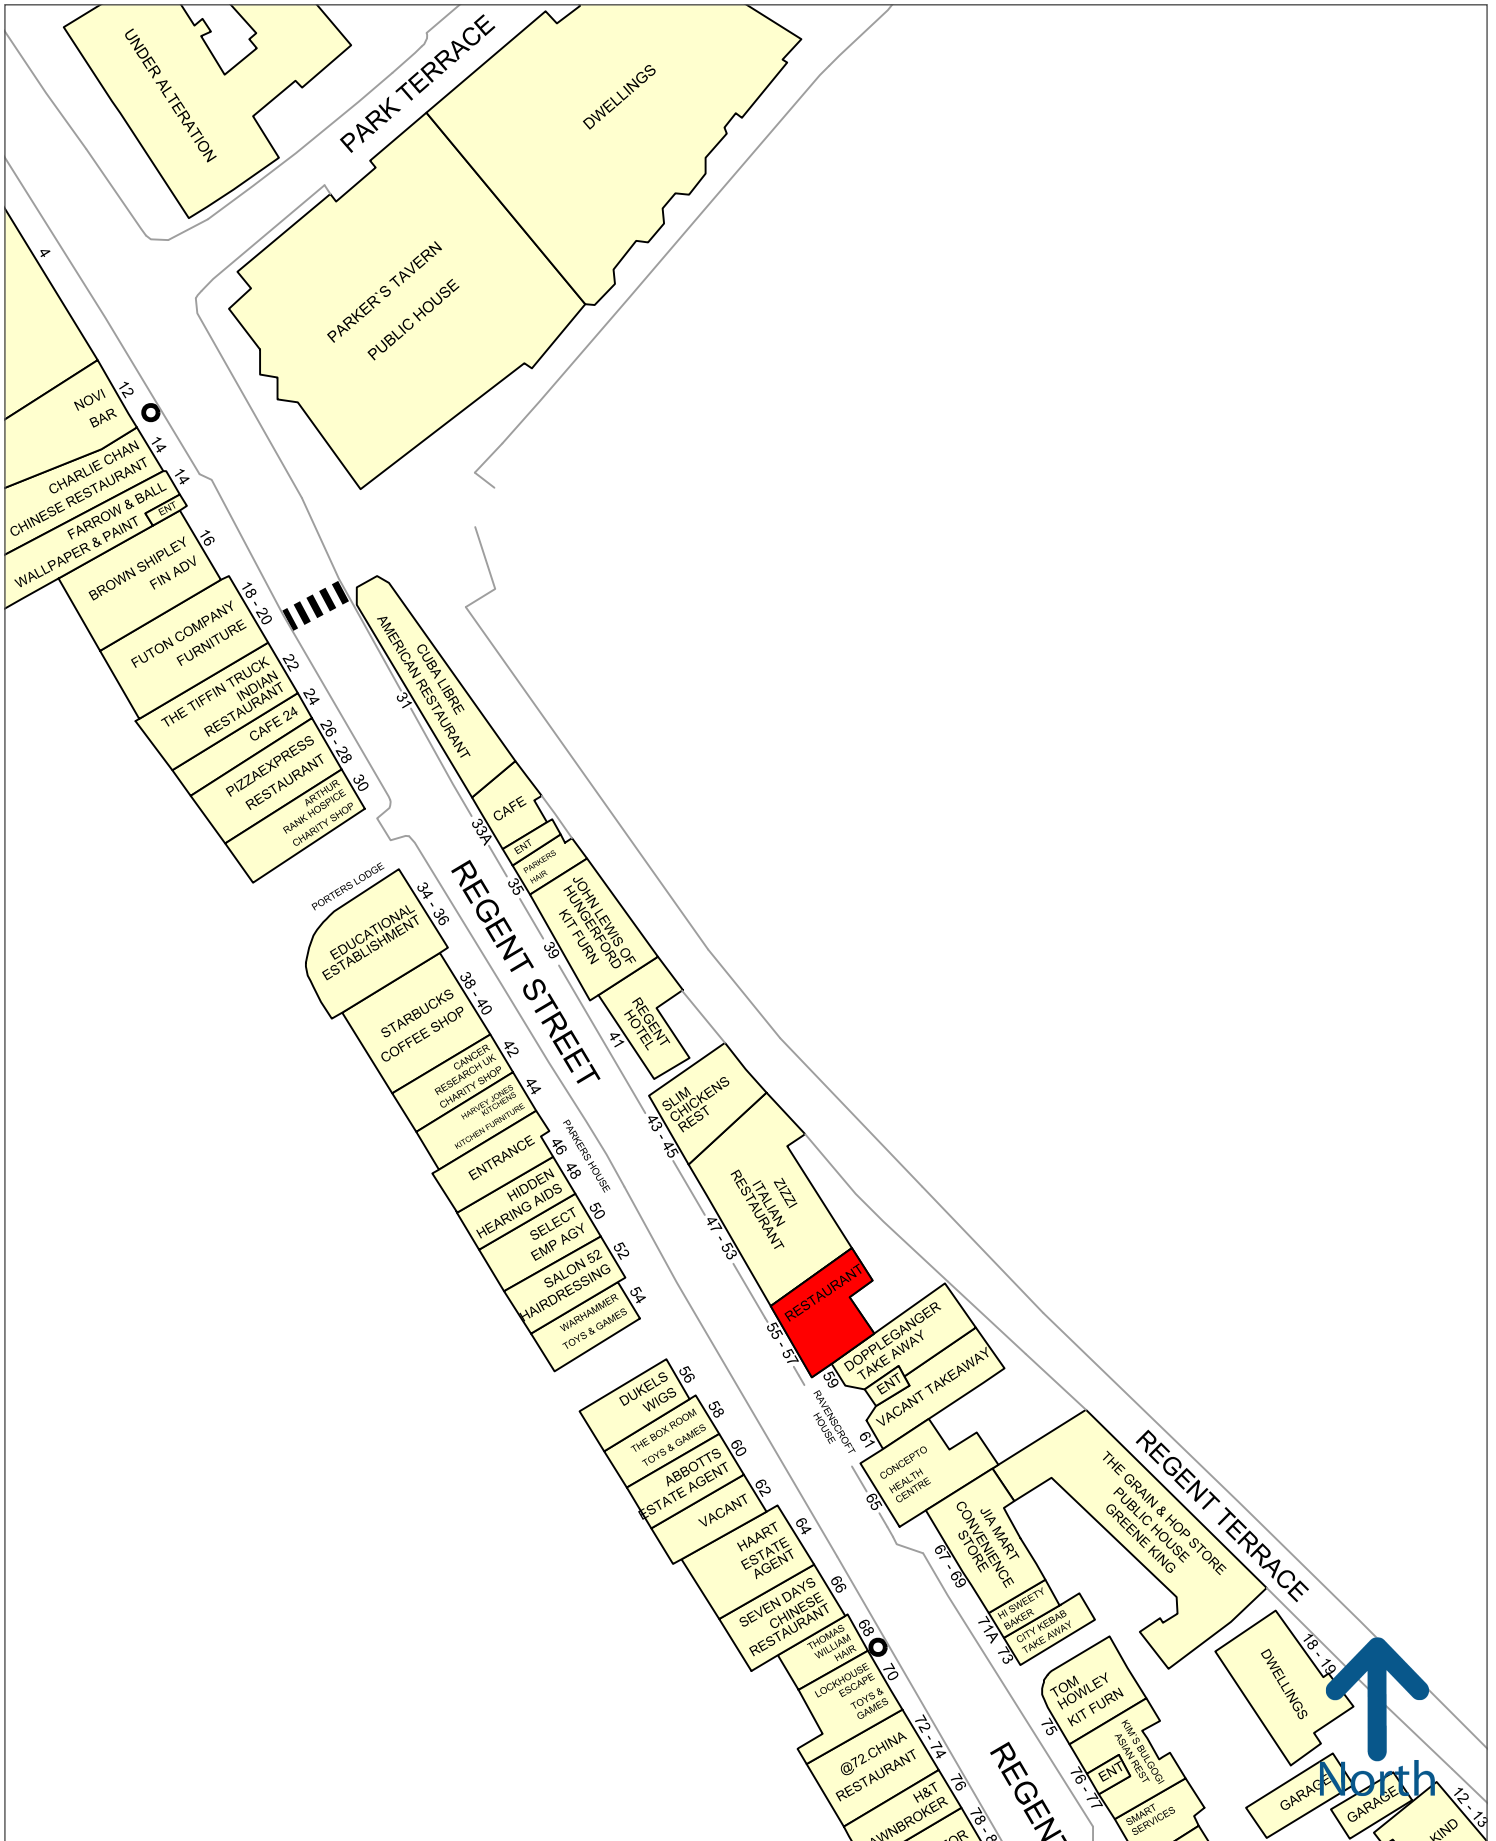 UNDER ALTERATION
PARK TERRACE
DWELLINGS
PARKER`S TAVERN
PUBLIC HOUSE
4
12
NOVI
BAR
14
CHARLIE CHAN
CHINESE RESTAURANT
14
FARROW & BALL
WALLPAPER & PAINT
ENT
16
BROWN SHIPLEY
FIN ADV
18 - 20
FUTON COMPANY
FURNITURE
22
THE TIFFIN TRUCK
INDIAN
RESTAURANT
24
CAFE 24
26 - 28
PIZZAEXPRESS
RESTAURANT
30
ARTHUR
RANK HOSPICE
CHARITY SHOP
CUBA LIBRE
AMERICAN RESTAURANT
31
CAFE
33A
ENT
PARKERS
HAIR
35
JOHN LEWIS OF
HUNGERFORD
KIT FURN
39
REGENT
HOTEL
41
REGENT STREET
PORTERS LODGE
34 - 36
EDUCATIONAL
ESTABLISHMENT
38 - 40
STARBUCKS
COFFEE SHOP
42
CANCER
RESEARCH UK
CHARITY SHOP
44
HARVEY JONES
KITCHENS
KITCHEN FURNITURE
PARKERS HOUSE
46
ENTRANCE
48
HIDDEN
HEARING AIDS
50
SELECT
EMP AGY
52
SALON 52
HAIRDRESSING
54
WARHAMMER
TOYS & GAMES
SLIM
CHICKENS
REST
43 - 45
ZIZZI
ITALIAN
RESTAURANT
47 - 53
RESTAURANT
55 - 57
DOPPLEGANGER
TAKE AWAY
59
ENT
VACANT TAKEAWAY
RAVENSCROFT
HOUSE
61
CONCEPTO
HEALTH
CENTRE
65
56
DUKELS
WIGS
58
THE BOX ROOM
TOYS & GAMES
60
ABBOTTS
ESTATE AGENT
62
VACANT
64
HAART
ESTATE
AGENT
66
SEVEN DAYS
CHINESE
RESTAURANT
68
THOMAS
WILLIAM
HAIR
70
LOCKHOUSE
ESCAPE
TOYS &
GAMES
72 - 74
@72.CHINA
RESTAURANT
76
H&T
AWNBROKER
78 - 8
OR
REGENT TERRACE
THE GRAIN & HOP STORE
PUBLIC HOUSE
GREENE KING
JIA MART
CONVENIENCE
STORE
67 - 69
HI SWEETY
BAKER
71A
CITY KEBAB
TAKE AWAY
73
TOM
HOWLEY
KIT FURN
75
KIM`S BULGOGI
ASIAN REST
ENT
76 - 77
SMART
SERVICES
REGENT
18 - 19
DWELLINGS
North
GARAGE
GARAGE
12 - 13
KIND